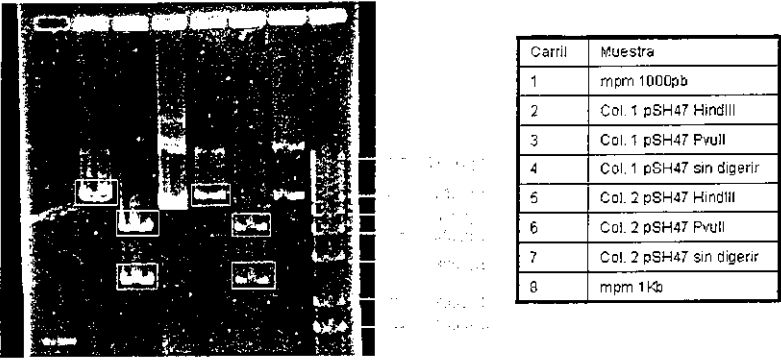 Carril Muestra
1 mpm 1000pb
2 Col. 1 pSH47 HindIII
3 Col. 1 pSH47 PvuII
4 Col. 1 pSH47 sin digerir
5 Col. 2 pSH47 HindIII
6 Col. 2 pSH47 PvuII
7 Col. 2 pSH47 sin digerir
8 mpm 1Kb